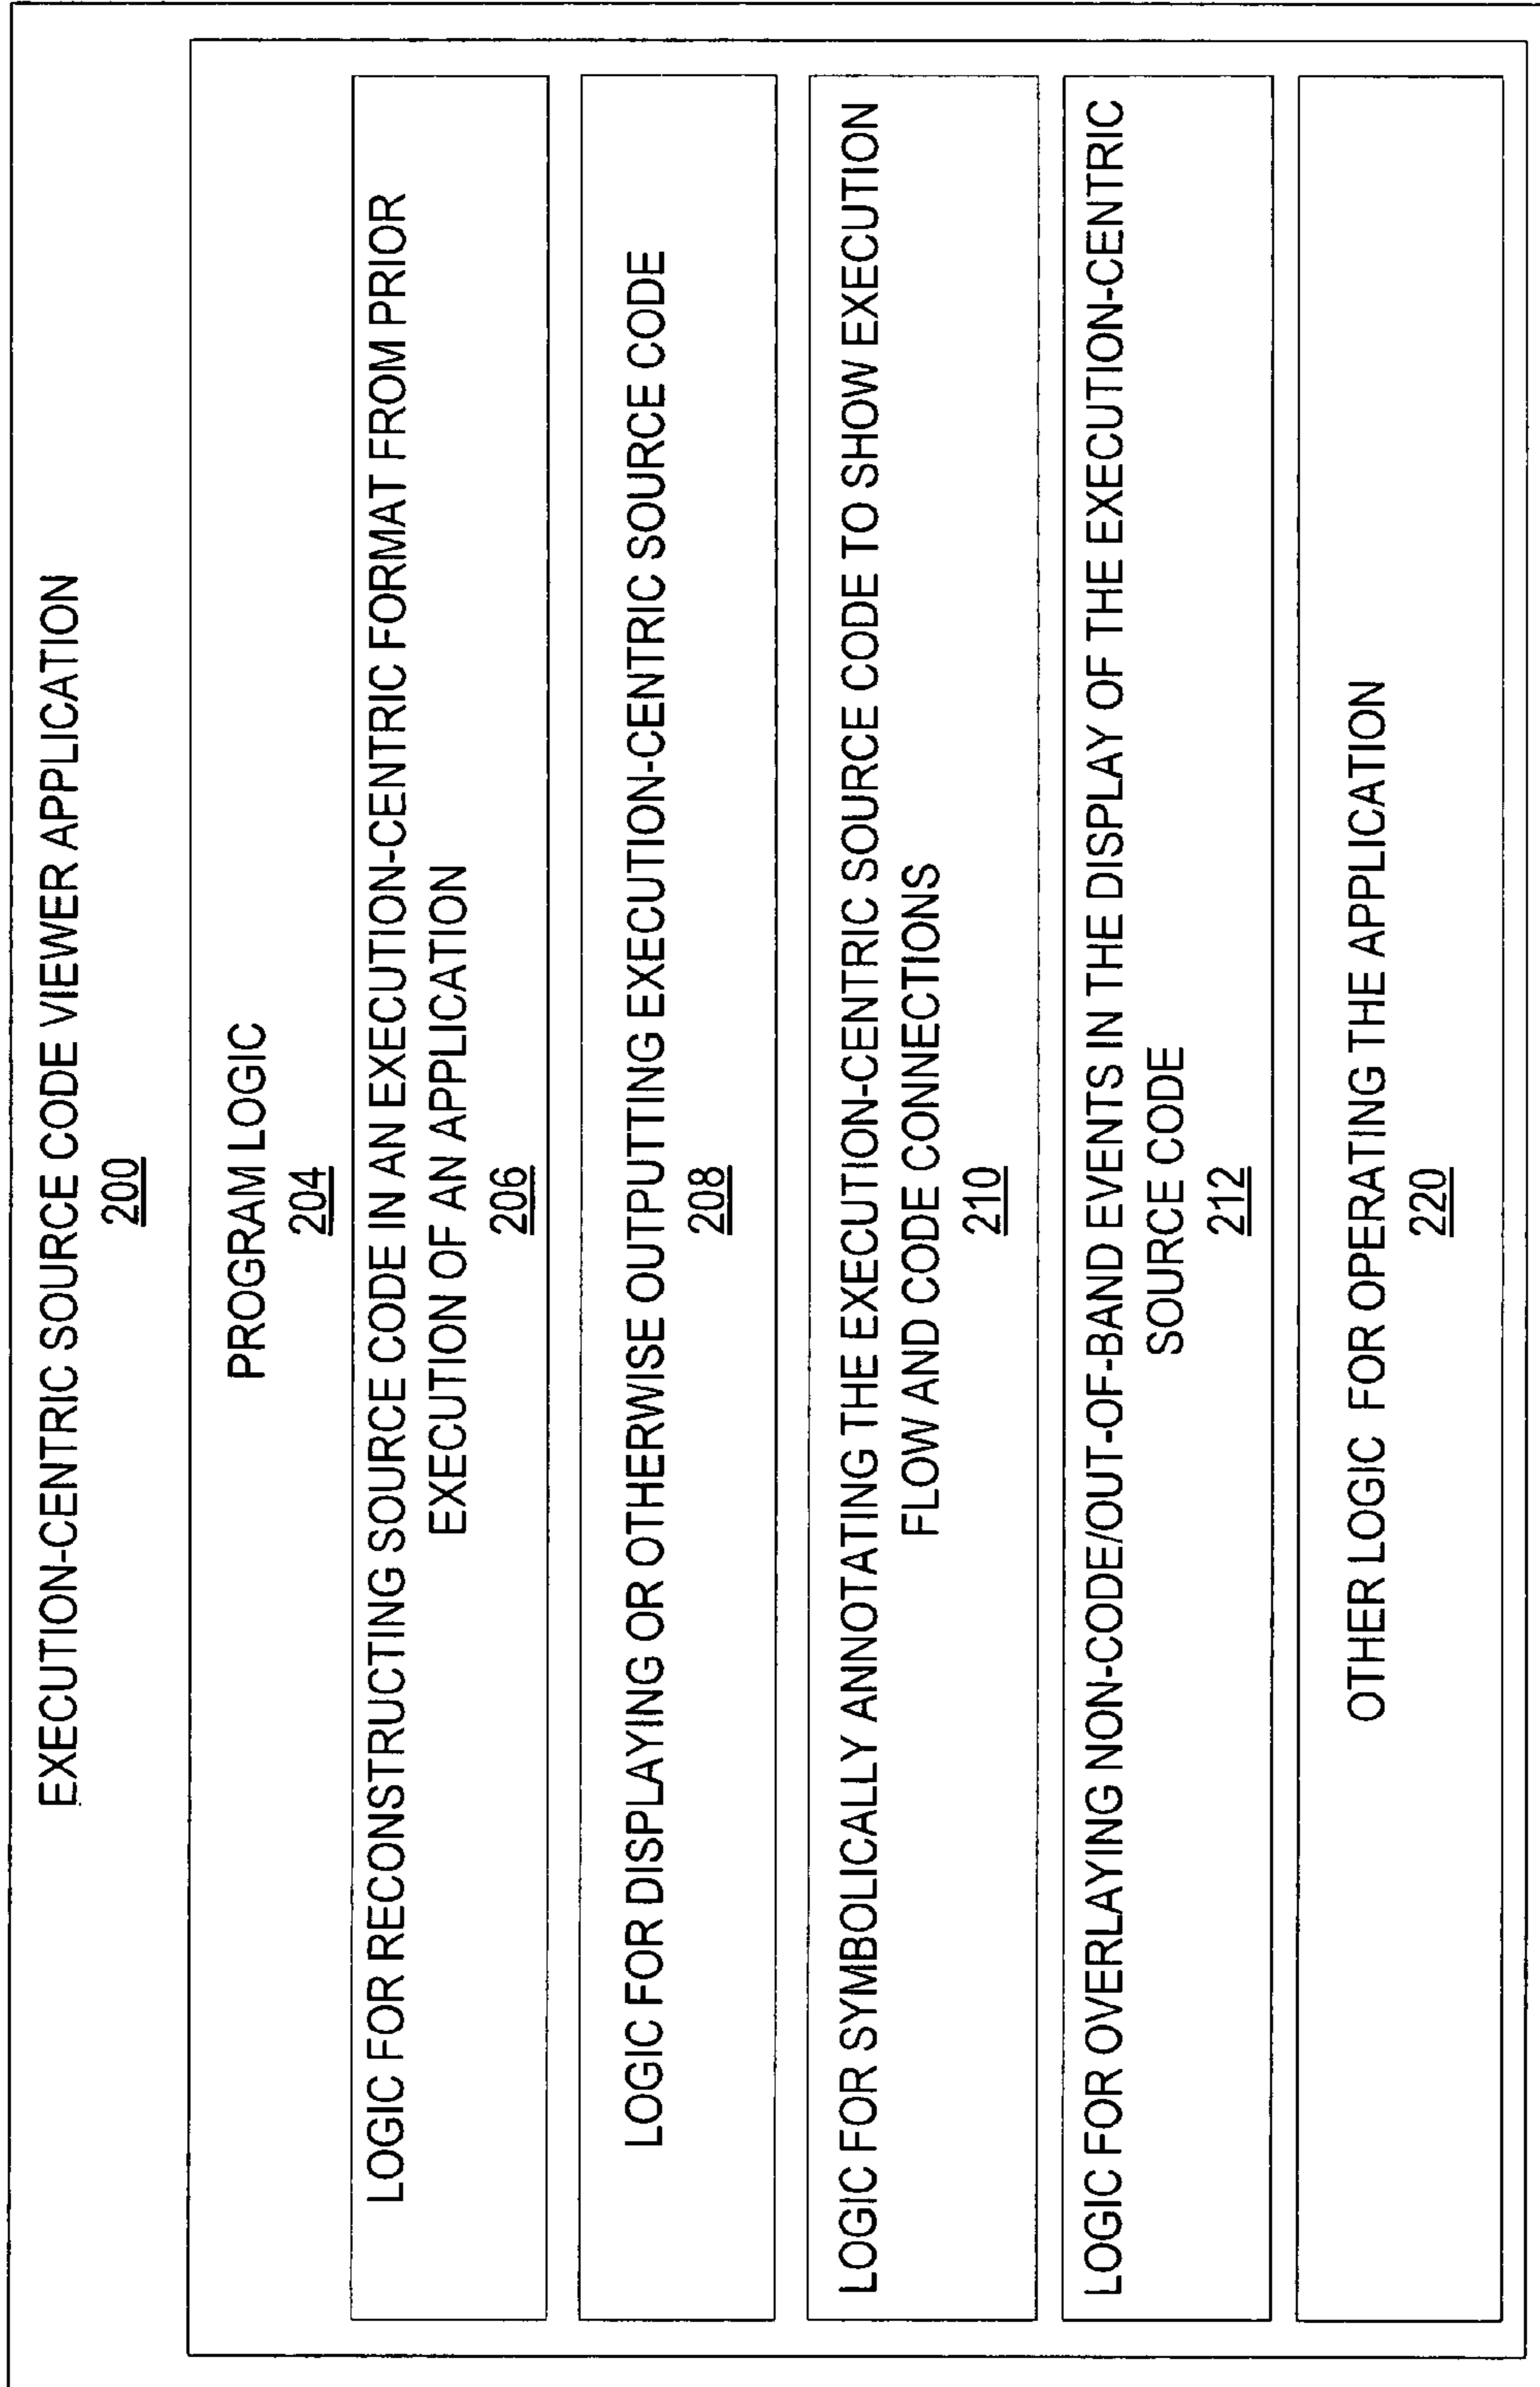 EXECUTION-CENTRIC SOURCE CODE VIEWER APPLICATION
200
PROGRAM LOGIC
204
LOGIC FOR RECONSTRUCTING SOURCE CODE IN AN EXECUTION-CENTRIC FORMAT FROM PRIOR
EXECUTION OF AN APPLICATION
206
LOGIC FOR DISPLAYING OR OTHERWISE OUTPUTTING EXECUTION-CENTRIC SOURCE CODE
208
LOGIC FOR SYMBOLICALLY ANNOTATING THE EXECUTION-CENTRIC SOURCE CODE TO SHOW EXECUTION
FLOW AND CODE CONNECTIONS
210
LOGIC FOR OVERLAYING NON-CODE/OUT-OF-BAND EVENTS IN THE DISPLAY OF THE EXECUTION-CENTRIC
SOURCE CODE
212
OTHER LOGIC FOR OPERATING THE APPLICATION
220